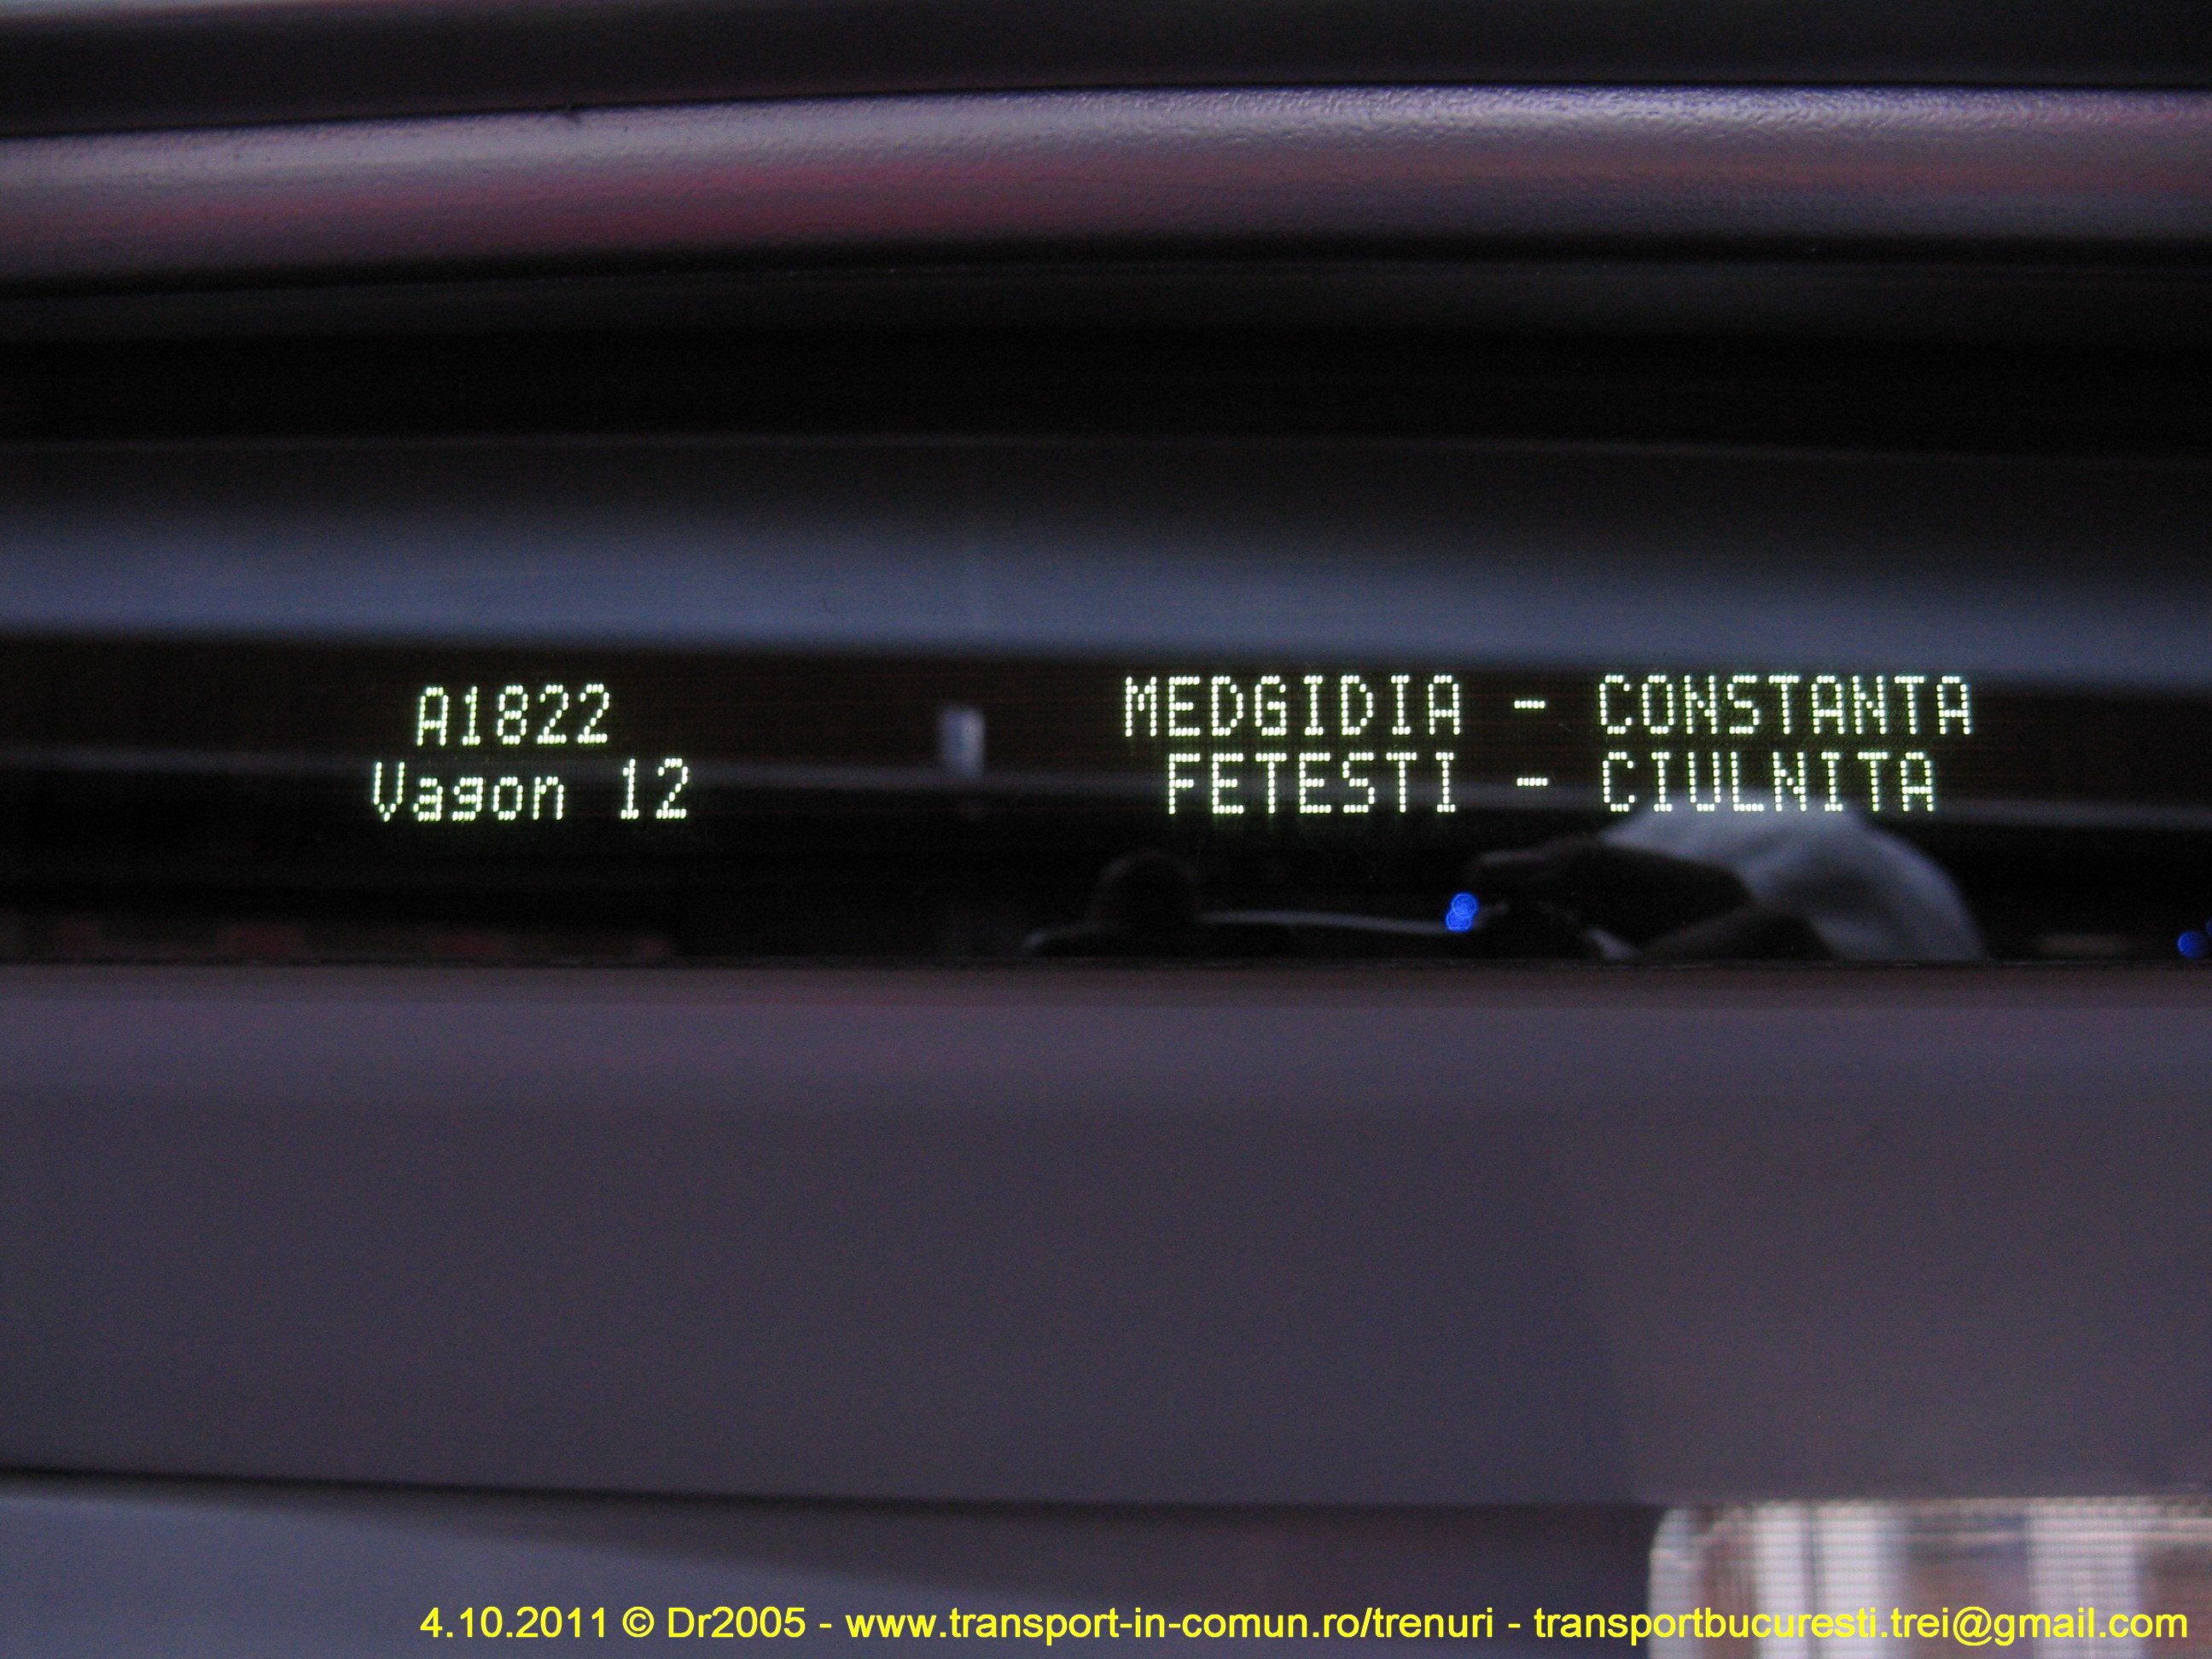 A1822
Vagon 12
MEDGIDIA - CONSTANTA
FETESTI - CIULNITA
4.10.2011 © Dr2005 - www.transport-in-comun.ro/trenuri - transportbucuresti.trei@gmail.com